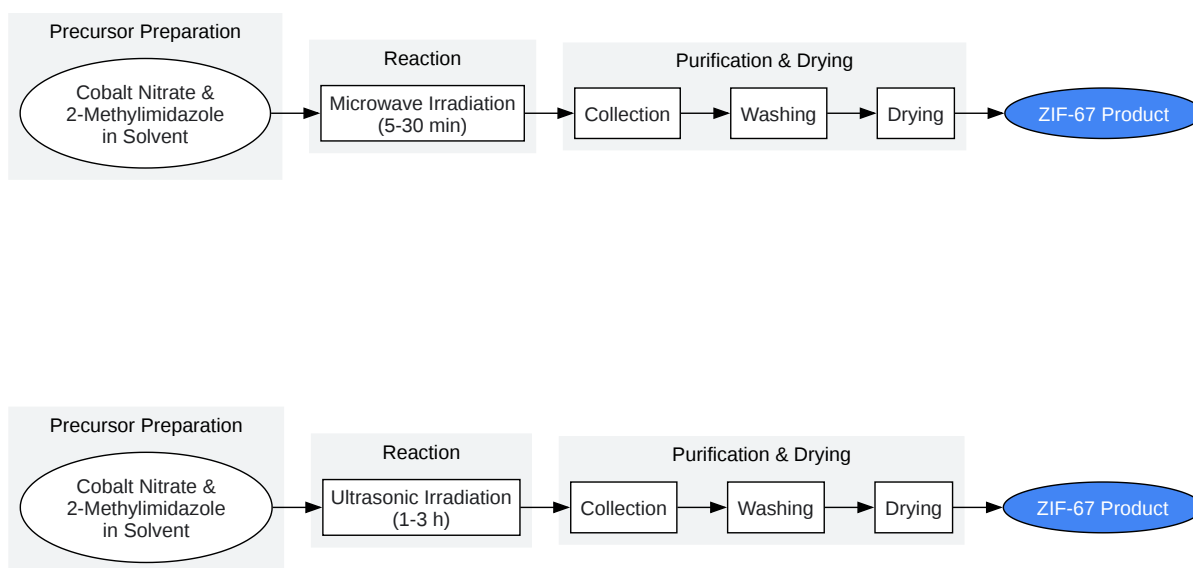 Precursor Preparation
Cobalt Nitrate &
2-Methylimidazole
in Solvent
Reaction
Microwave Irradiation
(5-30 min)
Purification & Drying
Collection
Washing
Drying
ZIF-67 Product
Precursor Preparation
Cobalt Nitrate &
2-Methylimidazole
in Solvent
Reaction
Ultrasonic Irradiation
(1-3 h)
Purification & Drying
Collection
Washing
Drying
ZIF-67 Product